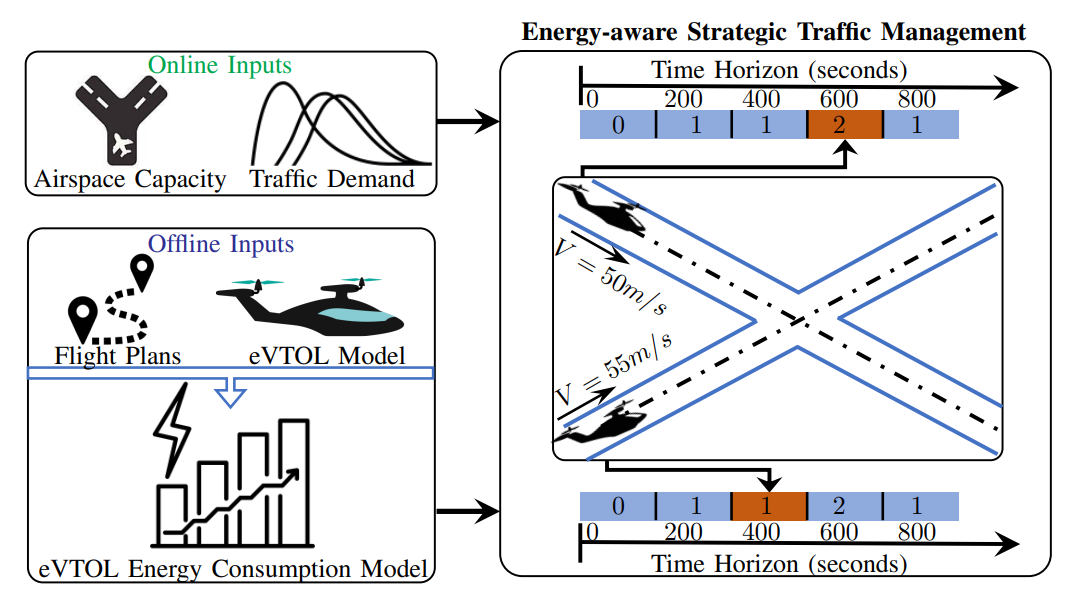 Energy-aware Strategic Traffic Management
Online Inputs
Airspace Capacity
Traffic Demand
Offline Inputs
Flight Plans
eVTOL Model
eVTOL Energy Consumption Model
Time Horizon (seconds)
0 200 400 600 800
0 1 1 2 1
V = 50m/s
V = 55m/s
0 1 1 2 1
0 200 400 600 800
Time Horizon (seconds)